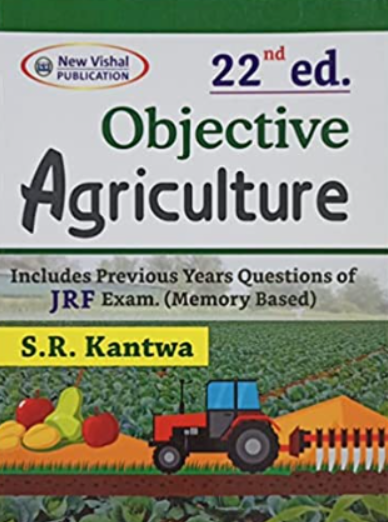 New Vishal
PUBLICATION
22nd ed.
Objective
Agriculture
Includes Previous Years Questions of
JRF Exam. (Memory Based)
S.R. Kantwa